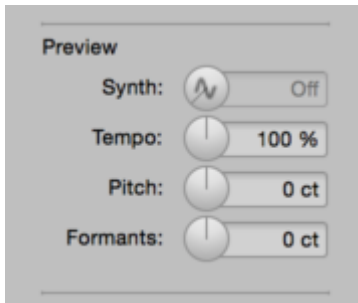 Preview
Synth: Off
Tempo: 100 %
Pitch: 0 ct
Formants: 0 ct